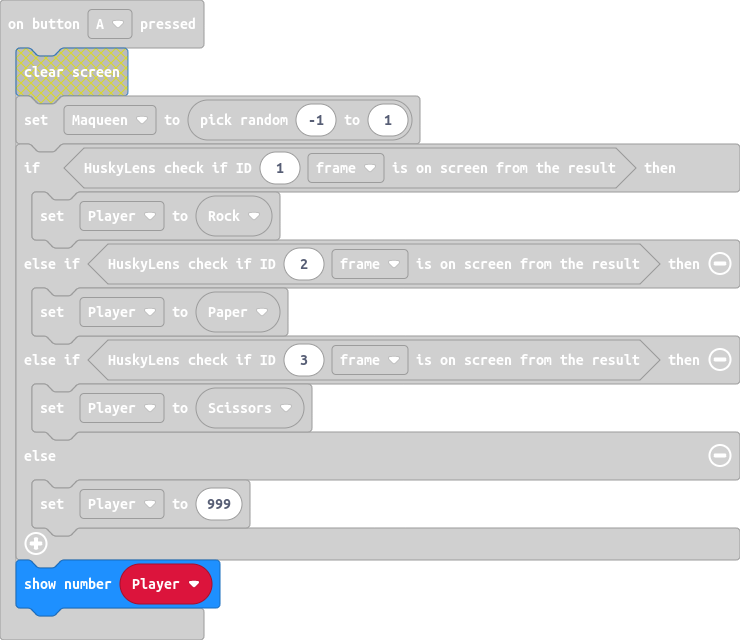 on button A pressed
clear screen
set Maqueen to pick random -1 to 1
if HuskyLens check if ID 1 frame is on screen from the result then
set Player to Rock
else if HuskyLens check if ID 2 frame is on screen from the result then
set Player to Paper
else if HuskyLens check if ID 3 frame is on screen from the result then
set Player to Scissors
else
set Player to 999
show number Player